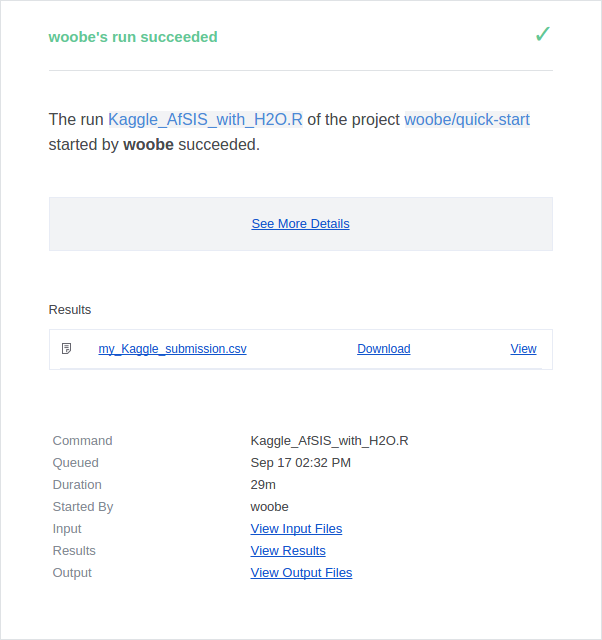 woobe's run succeeded ✓
The run Kaggle_AfSIS_with_H2O.R of the project woobe/quick-start
started by woobe succeeded.
See More Details
Results
my_Kaggle_submission.csv Download View
Command Kaggle_AfSIS_with_H2O.R
Queued Sep 17 02:32 PM
Duration 29m
Started By woobe
Input View Input Files
Results View Results
Output View Output Files